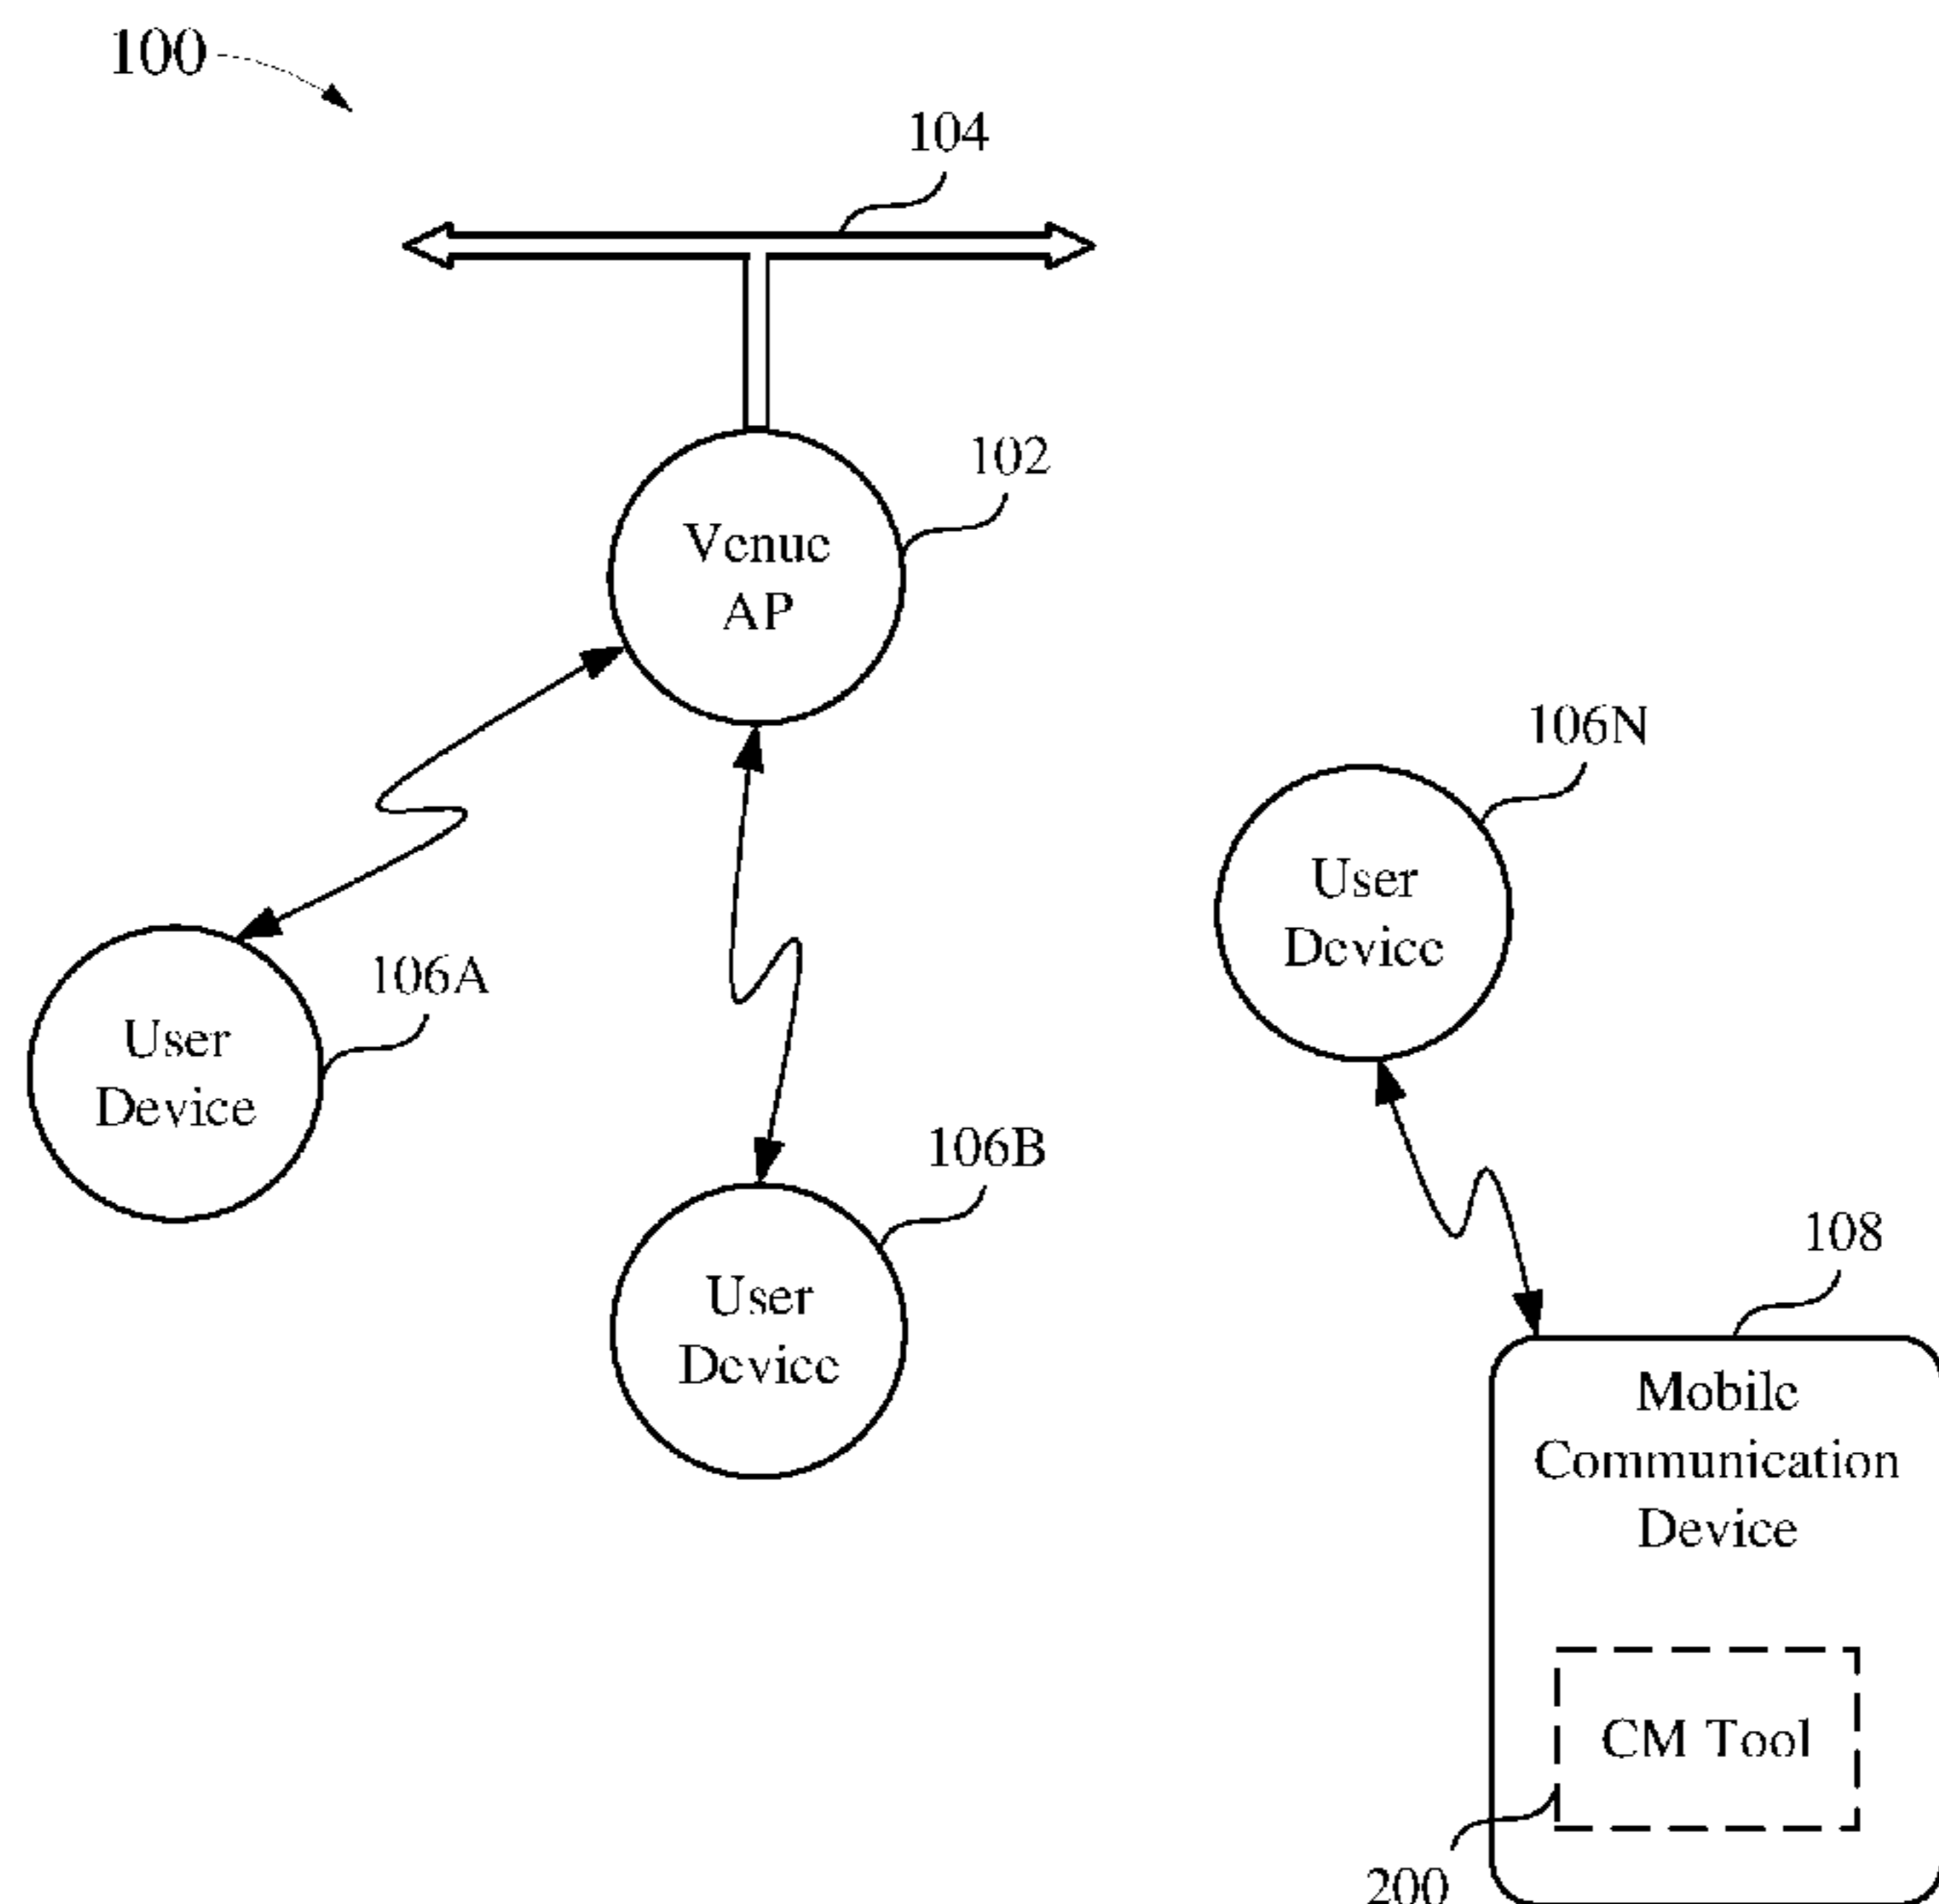 100
104
102
Venue
AP
106N
User
Device
106A
User
Device
106B
User
Device
108
Mobile
Communication
Device
CM Tool
200